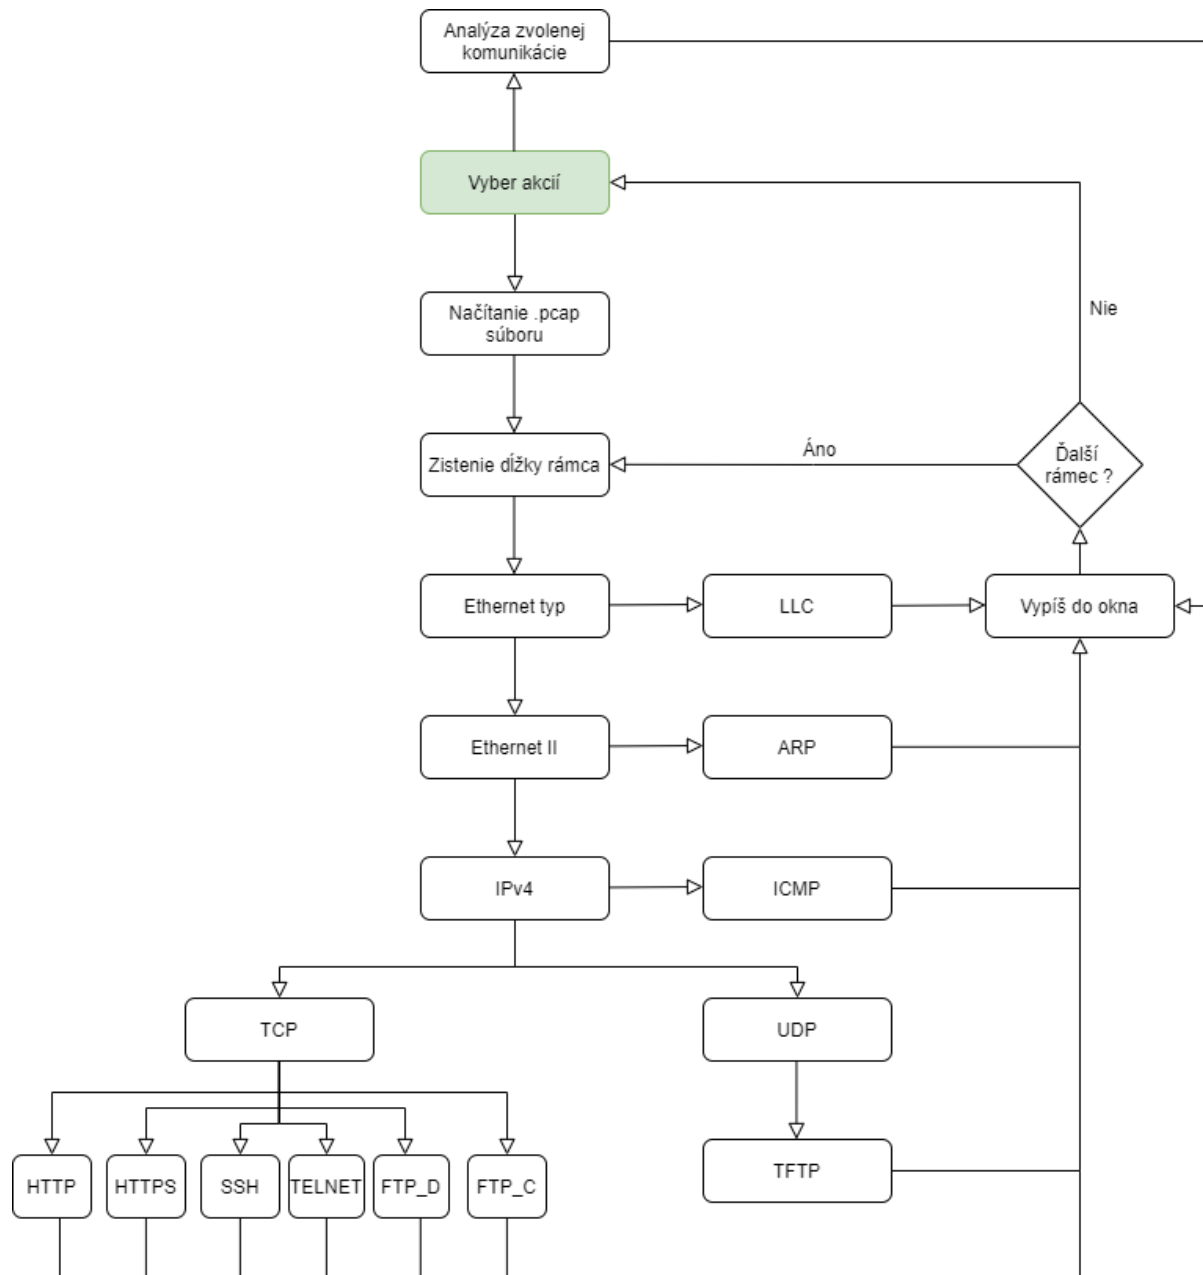 Analýza zvolenej
komunikácie
Vyber akcií
Načítanie .pcap
súboru
Nie
Zistenie dĺžky rámca
Áno
Ďalší
rámec ?
Ethernet typ
LLC
Vypíš do okna
Ethernet II
ARP
IPv4
ICMP
TCP
UDP
TFTP
HTTP
HTTPS
SSH
TELNET
FTP_D
FTP_C